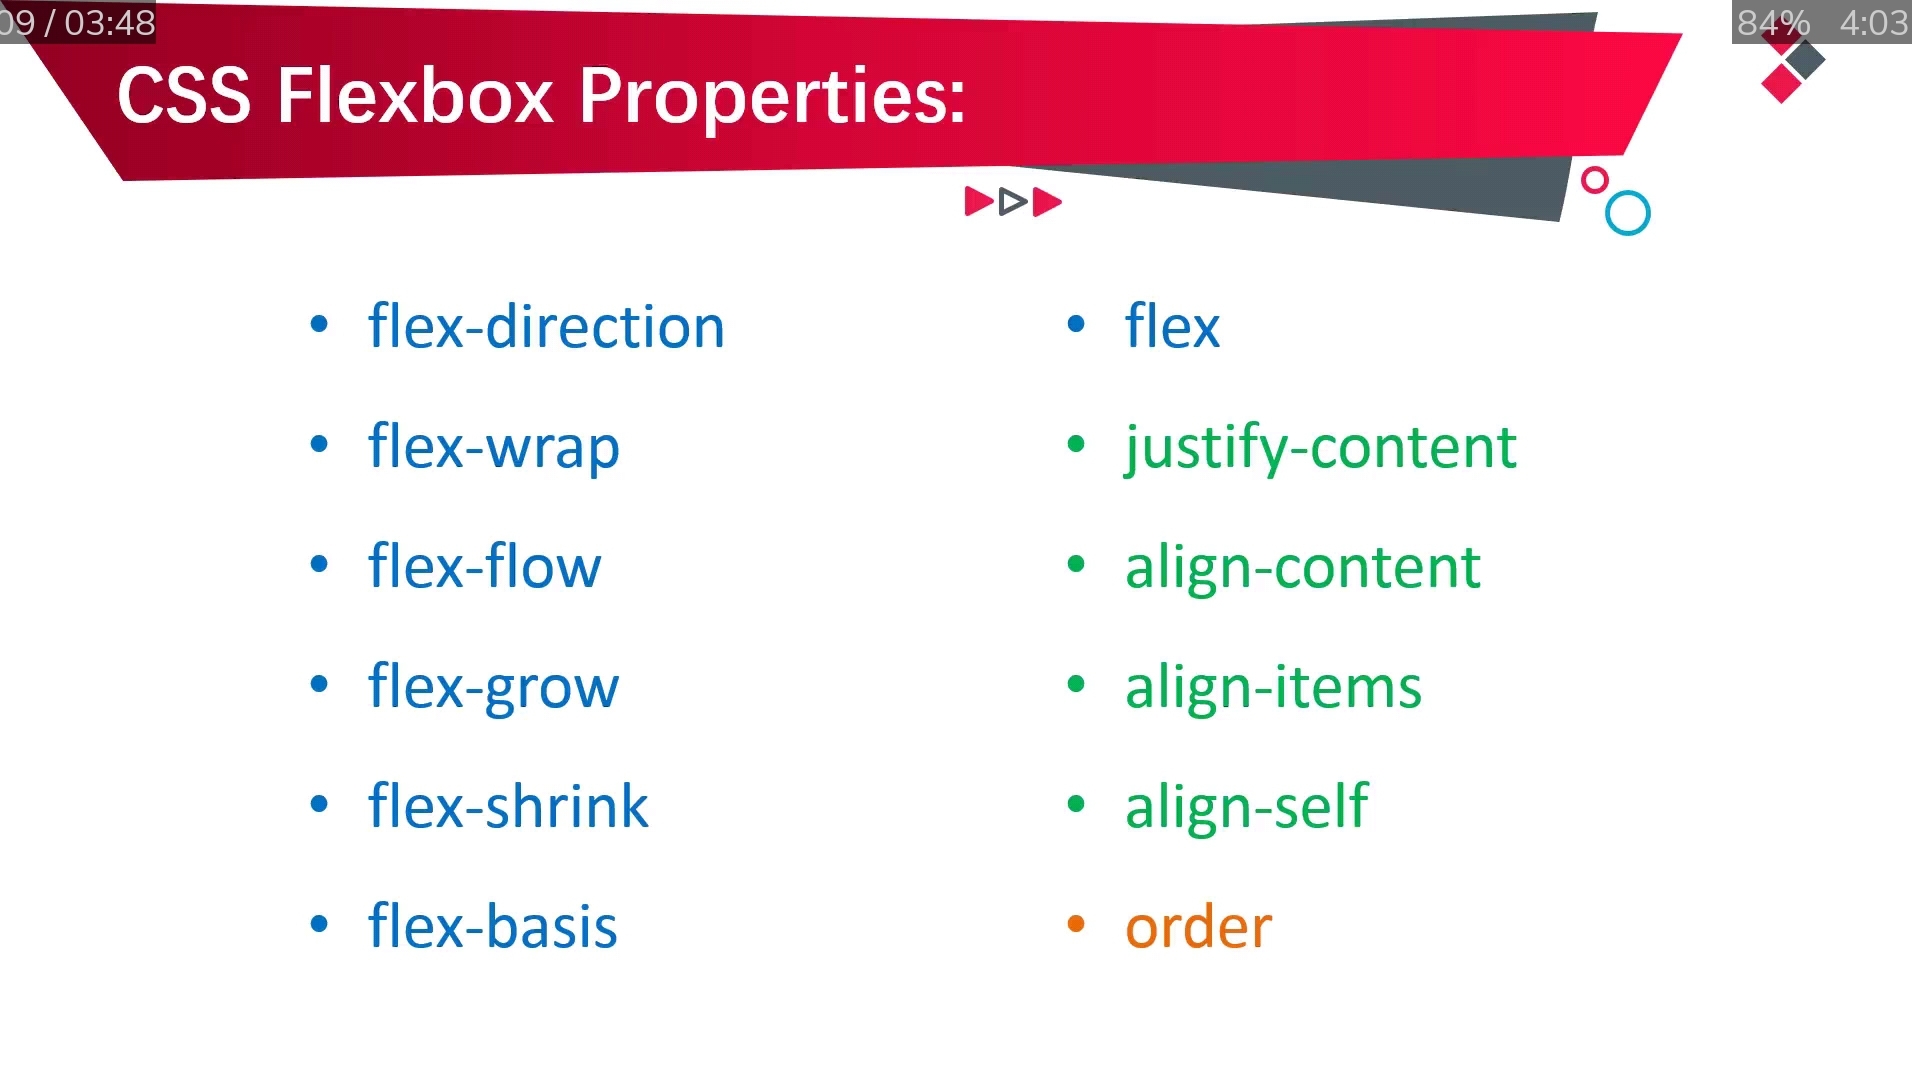 09 / 03:48
84% 4:03
CSS Flexbox Properties:
• flex-direction
• flex-wrap
• flex-flow
• flex-grow
• flex-shrink
• flex-basis
• flex
• justify-content
• align-content
• align-items
• align-self
• order